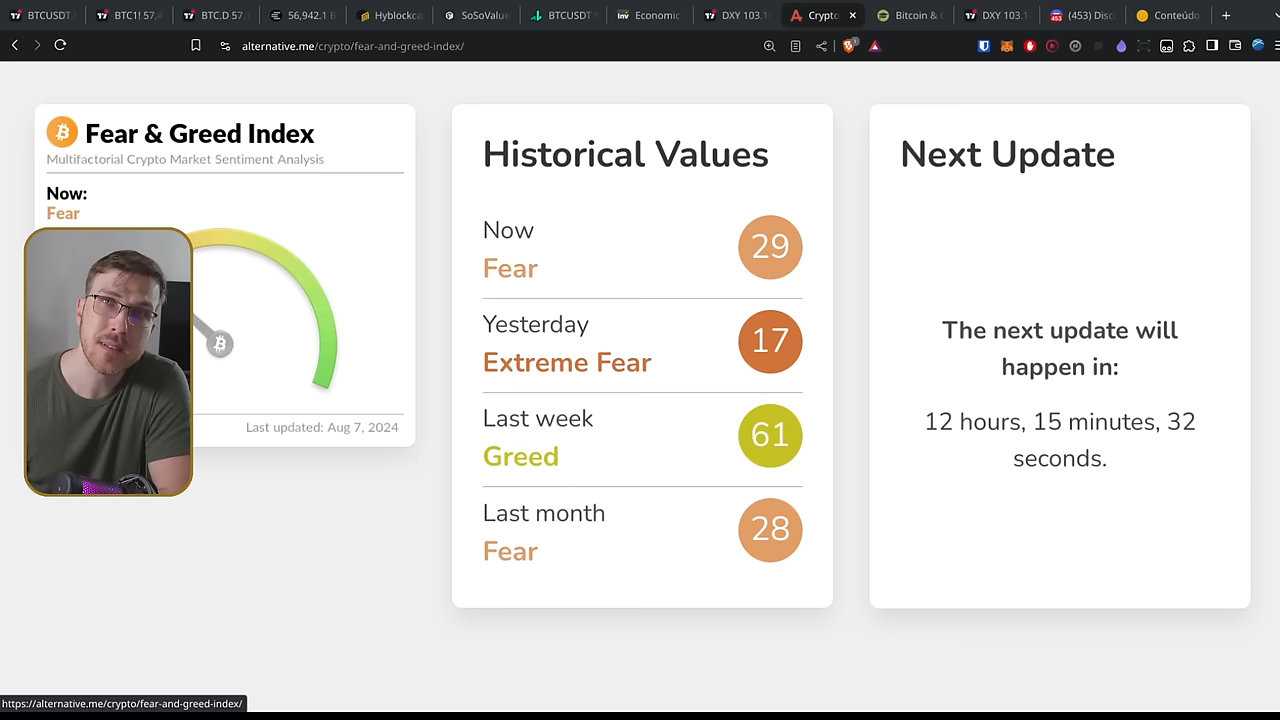 BTCUSDT
BTC1! 57,4
BTC.D 57.
56,942.1 B
Hyblockca
SoSoValue
BTCUSDT
Economic
DXY 103.1
Crypto
Bitcoin &
DXY 103.1
(453) Disc
Conteúdo
alternative.me/crypto/fear-and-greed-index/
Fear & Greed Index
Multifactorial Crypto Market Sentiment Analysis
Now:
Fear
Last updated: Aug 7, 2024
Historical Values
Now
Fear
29
Yesterday
Extreme Fear
17
Last week
Greed
61
Last month
Fear
28
Next Update
The next update will
happen in:
12 hours, 15 minutes, 32
seconds.
https://alternative.me/crypto/fear-and-greed-index/